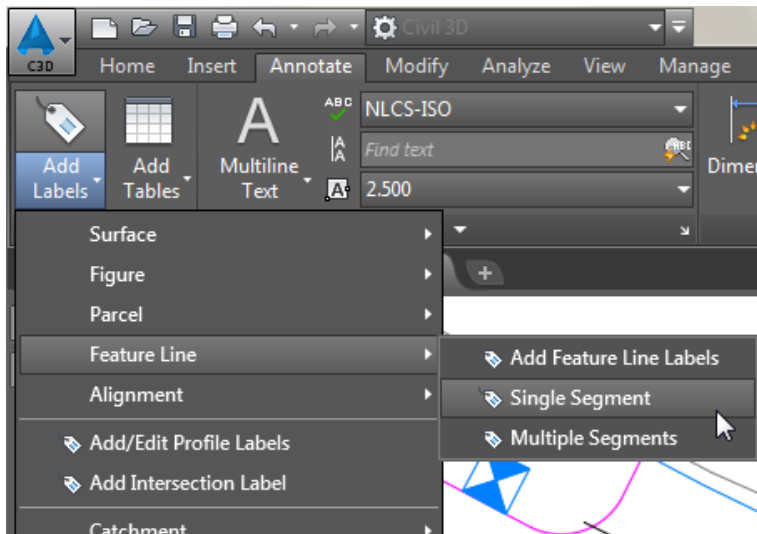 Civil 3D
C3D
Home Insert Annotate Modify Analyze View Manage
Add Labels
Add Tables
A
Multiline Text
ABC
NLCS-ISO
A
A
Find text
ABC
A
2.500
Dimen
Surface
Figure
Parcel
Feature Line
Alignment
Add/Edit Profile Labels
Add Intersection Label
Catchment
Add Feature Line Labels
Single Segment
Multiple Segments